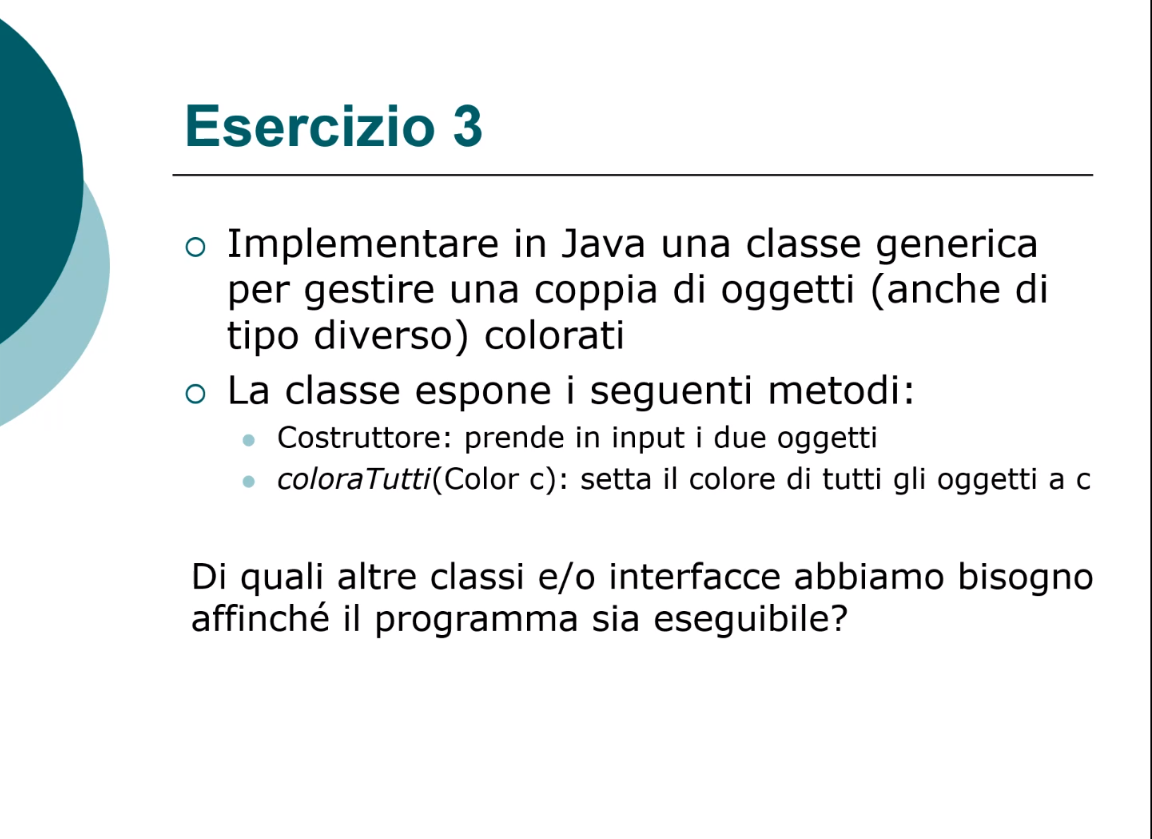 Esercizio 3
Implementare in Java una classe generica
per gestire una coppia di oggetti (anche di
tipo diverso) colorati
La classe espone i seguenti metodi:
Costruttore: prende in input i due oggetti
coloraTutti(Color c): setta il colore di tutti gli oggetti a c
Di quali altre classi e/o interfacce abbiamo bisogno
affinché il programma sia eseguibile?